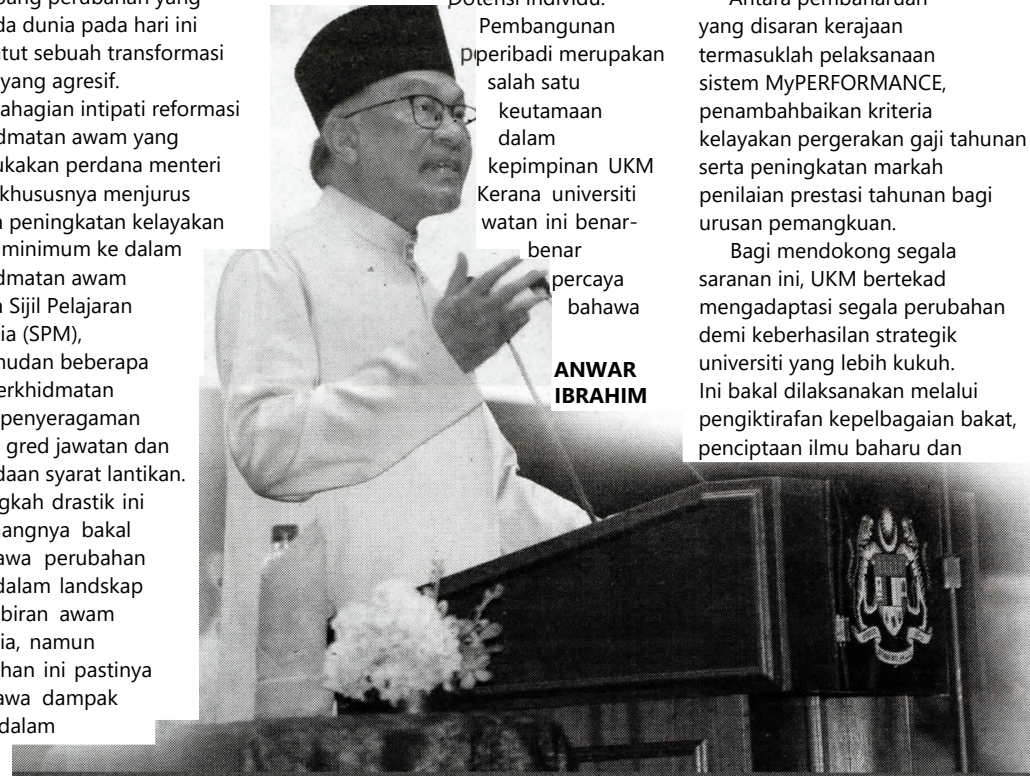 bang perubahan yang
da dunia pada hari ini
tut sebuah transformasi
yang agresif.
ahagian intipati reformasi
dmatan awam yang
ukakan perdana menteri
khususnya menjurus
n peningkatan kelayakan
minimum ke dalam
dmatan awam
n Sijil Pelajaran
ia (SPM),
nudan beberapa
erkhidmatan
penyeragaman
gred jawatan dan
daan syarat lantikan.
gkah drastik ini
nangnya bakal
awa perubahan
dalam landskap
biran awam
ia, namun
han ini pastinya
awa dampak
dalam
Potensi individu.
Pembangunan
pperibadi merupakan
salah satu
keutamaan
dalam
kepimpinan UKM
Kerana universiti
watan ini benar-
benar
percaya
bahawa
ANWAR
IBRAHIM
Antara pembaharuan
yang disaran kerajaan
termasuklah pelaksanaan
sistem MyPERFORMANCE,
penambahbaikan kriteria
kelayakan pergerakan gaji tahunan
serta peningkatan markah
penilaian prestasi tahunan bagi
urusan pemangkuan.
Bagi mendokong segala
saranan ini, UKM bertekad
mengadaptasi segala perubahan
demi keberhasilan strategik
universiti yang lebih kukuh.
Ini bakal dilaksanakan melalui
pengiktirafan kepelbagaian bakat,
penciptaan ilmu baharu dan